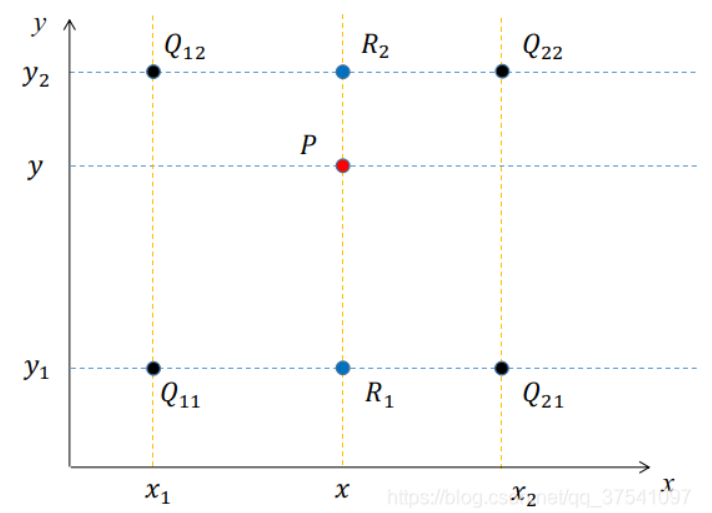 y
Q₁₂ R₂ Q₂₂
y₂
P
y
y₁
Q₁₁ R₁ Q₂₁
x₁ x x₂ x
https://blog.csdn.net/qq_37541097